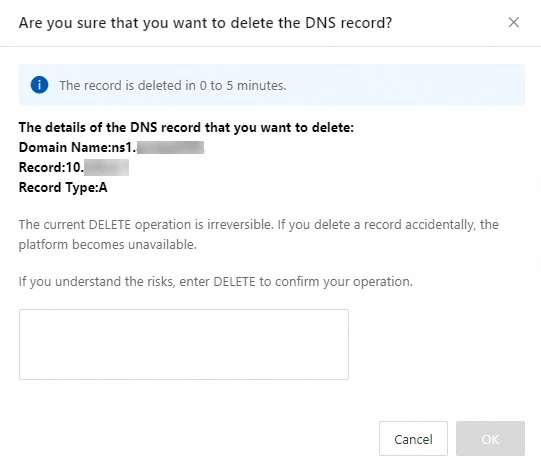 Are you sure that you want to delete the DNS record?
The record is deleted in 0 to 5 minutes.
The details of the DNS record that you want to delete:
Domain Name:ns1.
Record:10.
Record Type:A
The current DELETE operation is irreversible. If you delete a record accidentally, the
platform becomes unavailable.
If you understand the risks, enter DELETE to confirm your operation.
Cancel OK